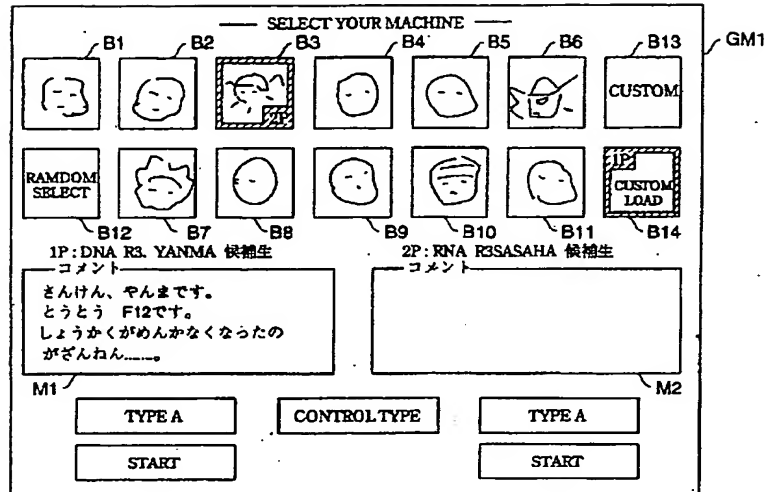 SELECT YOUR MACHINE
B1 B2 B3 B4 B5 B6 B13 GM1
2P CUSTOM
RAMDOM SELECT 1P CUSTOM LOAD
B12 B7 B8 B9 B10 B11 B14
1P:DNA R3. YANMA 候補生 2P:RNA R3SASAHA 候補生
コメント コメント
さんけん、やんまです。
とうとう F12です。
しょうかくがめんかなくなったの
がざんねん……。
M1 M2
TYPE A CONTROL TYPE TYPE A
START START